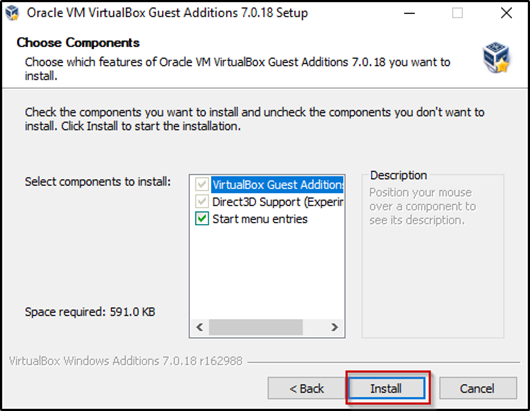 Oracle VM VirtualBox Guest Additions 7.0.18 Setup
Choose Components
Choose which features of Oracle VM VirtualBox Guest Additions 7.0.18 you want to
install.
Check the components you want to install and uncheck the components you don't want to
install. Click Install to start the installation.
Select components to install:
VirtualBox Guest Additions
Direct3D Support (Experin
Start menu entries
Description
Position your mouse
over a component to
see its description.
Space required: 591.0 KB
VirtualBox Windows Additions 7.0.18 r162988
< Back
Install
Cancel